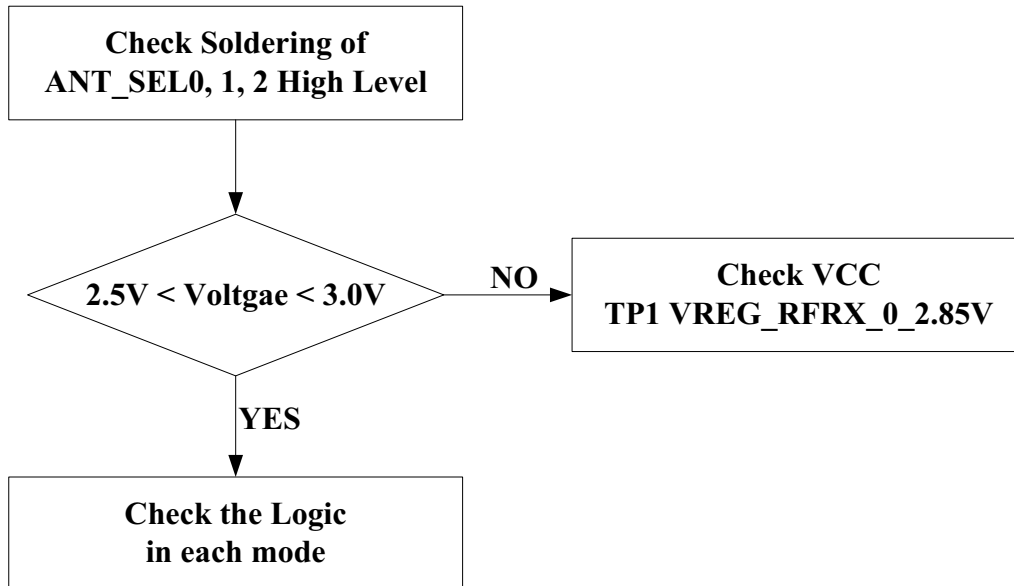 Check Soldering of
ANT_SEL0, 1, 2 High Level
2.5V < Voltgae < 3.0V
NO
Check VCC
TP1 VREG_RFRX_0_2.85V
YES
Check the Logic
in each mode